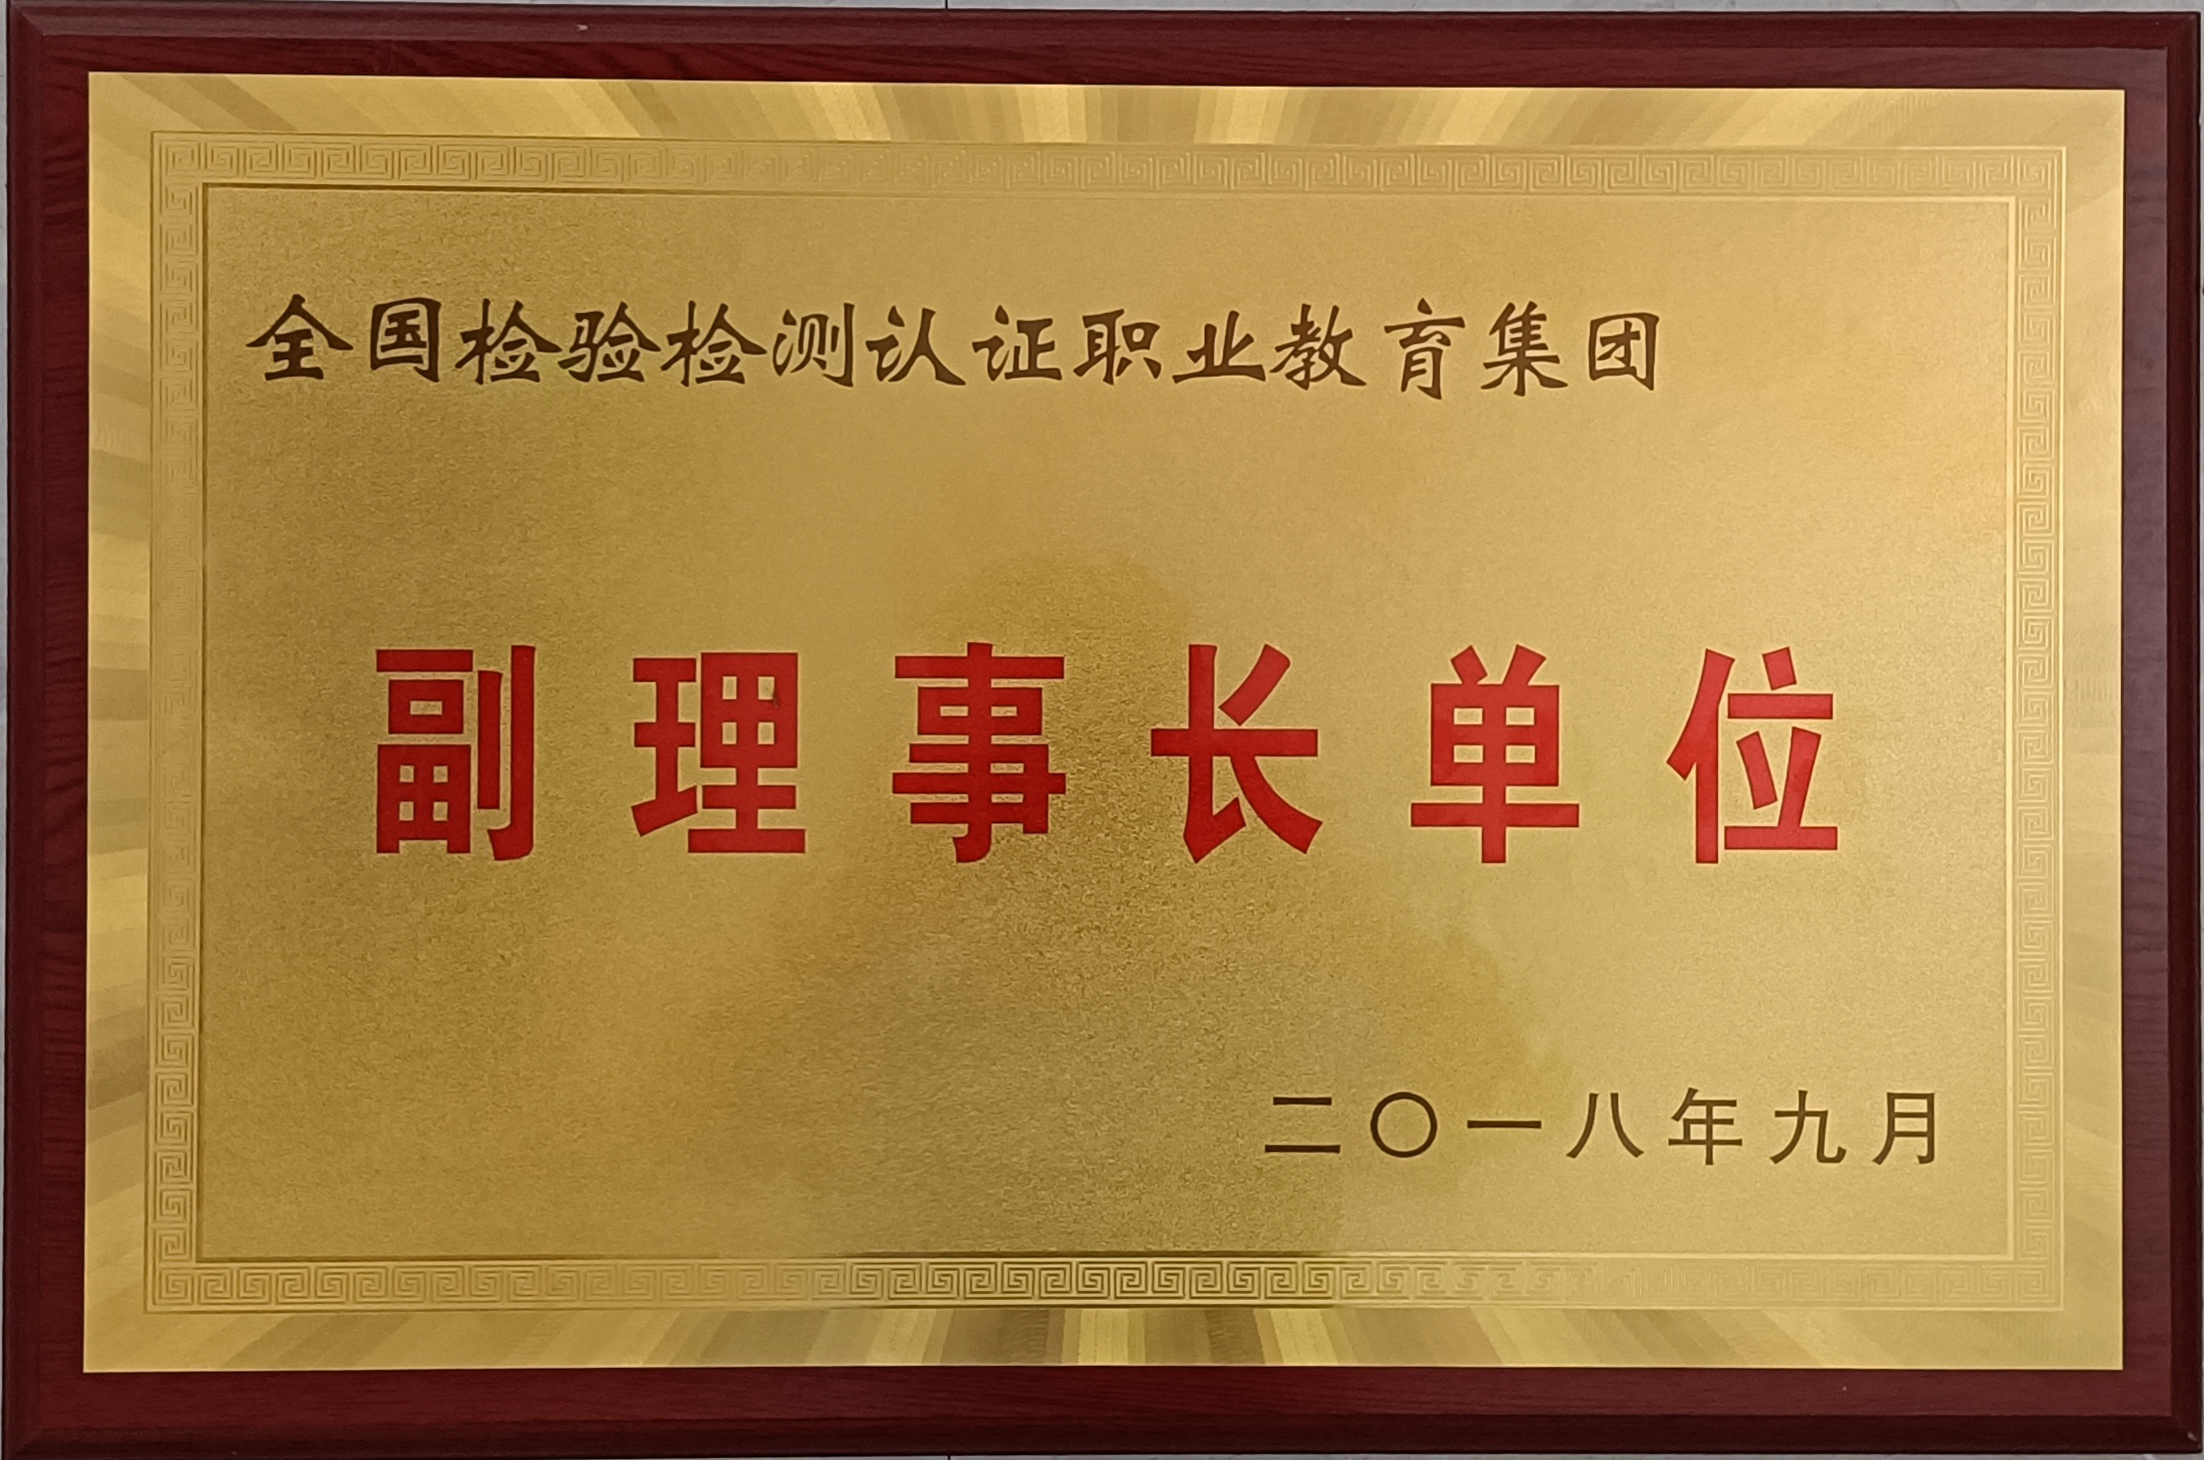 全国检验检测认证职业教育集团
副理事长单位
二〇一八年九月